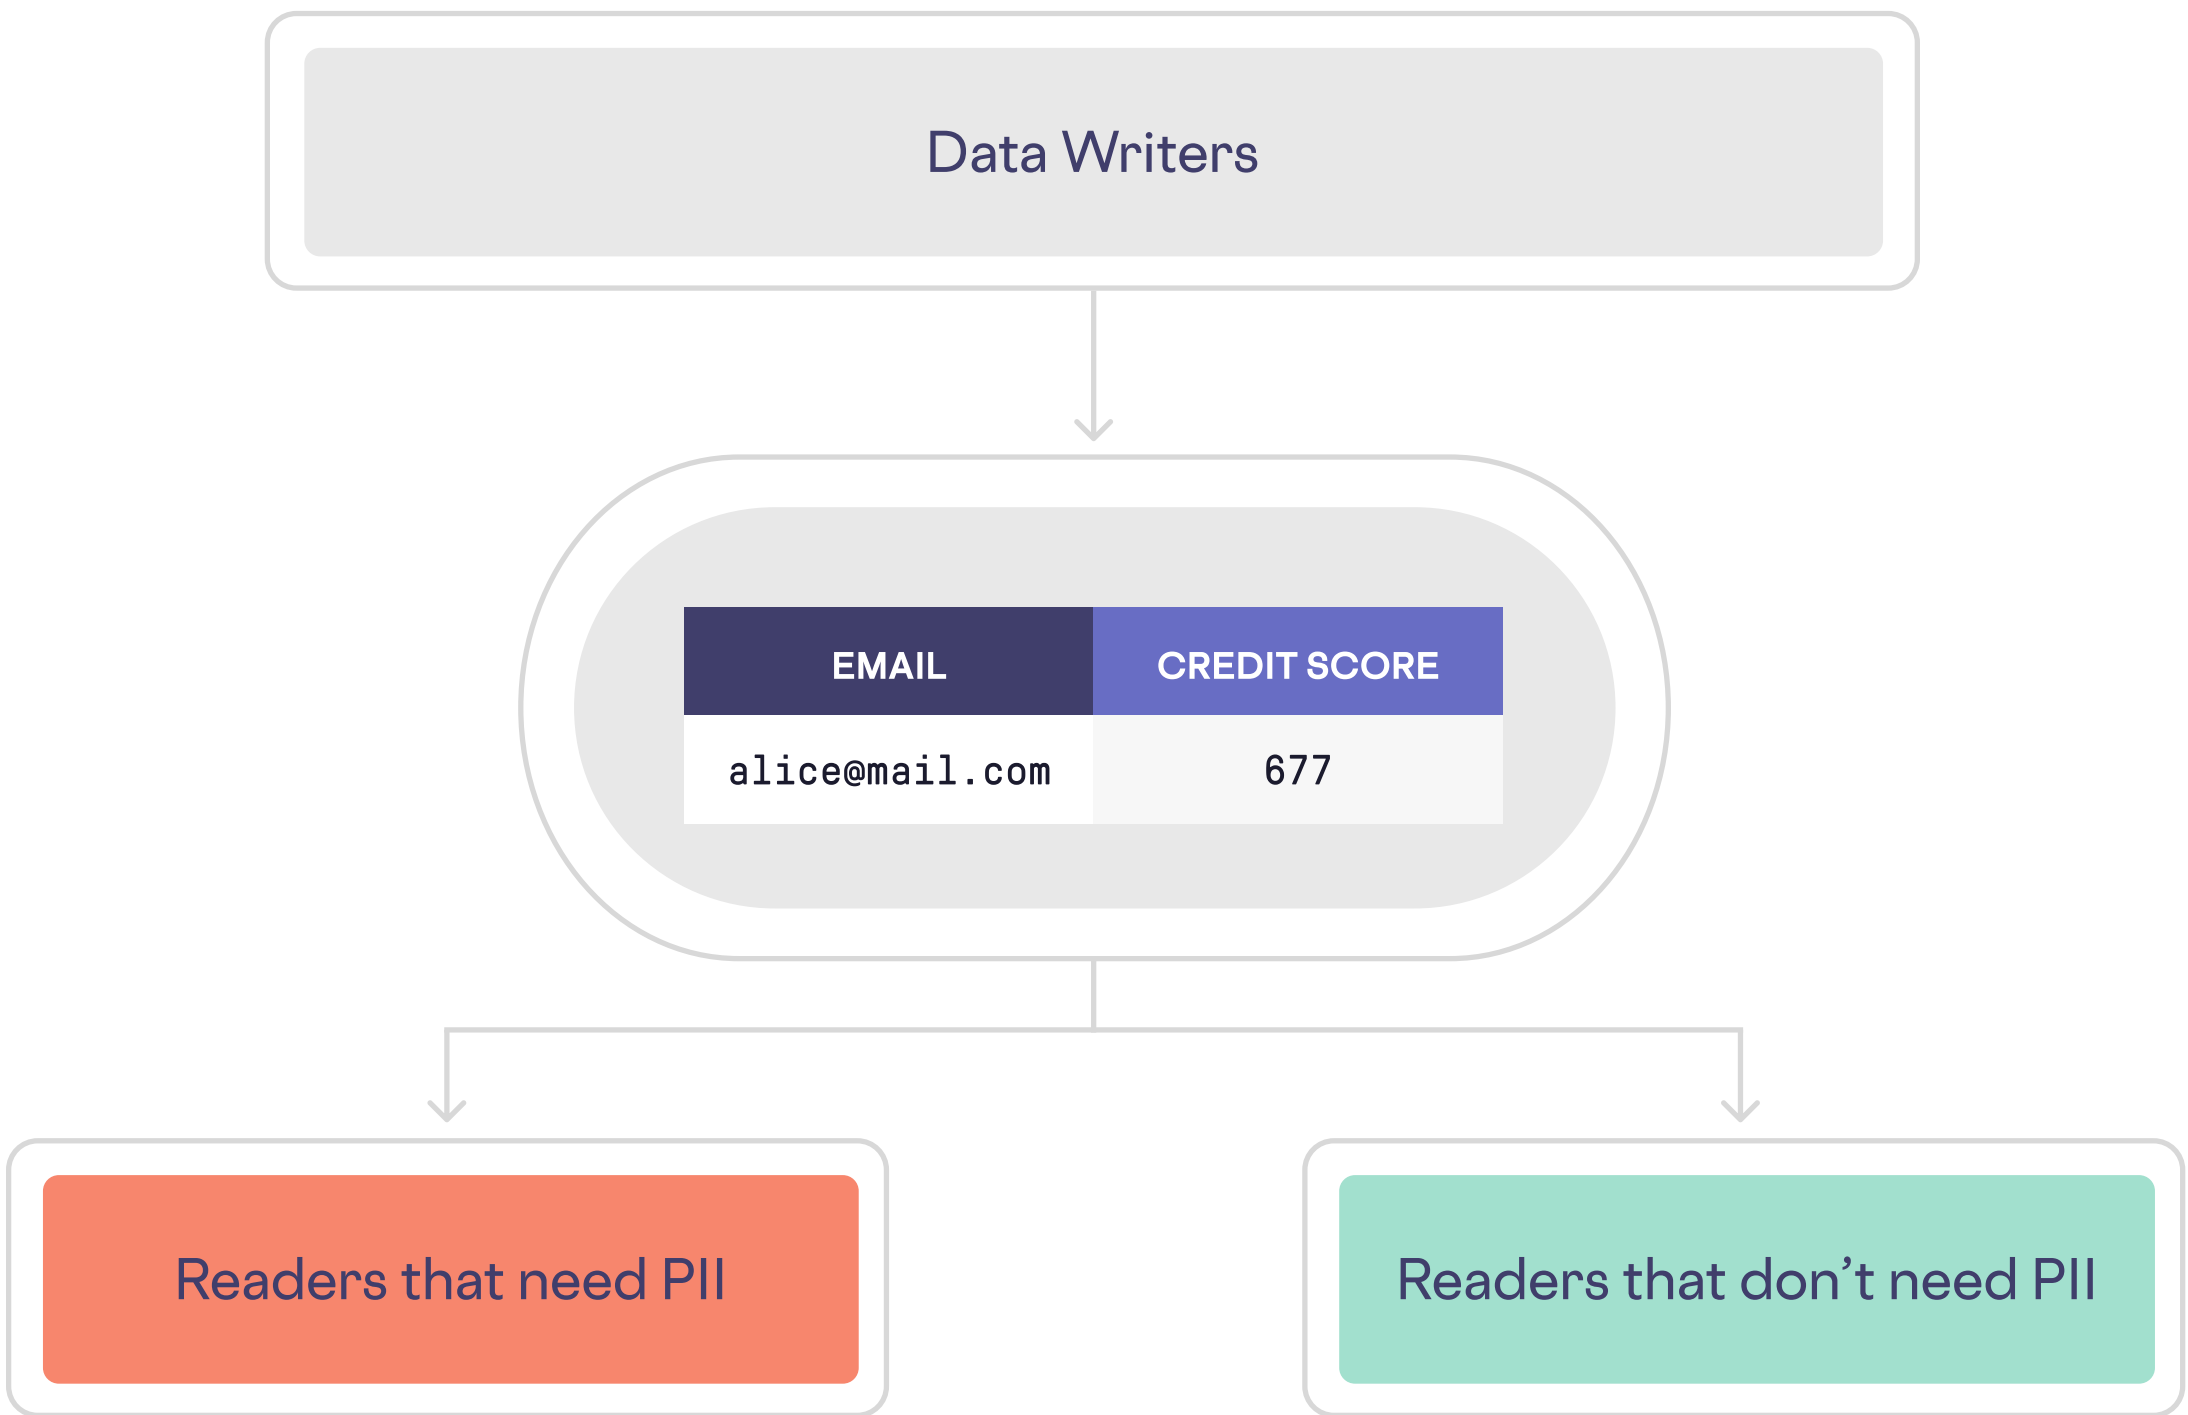 Data Writers
EMAIL CREDIT SCORE
alice@mail.com 677
Readers that need PII
Readers that don’t need PII